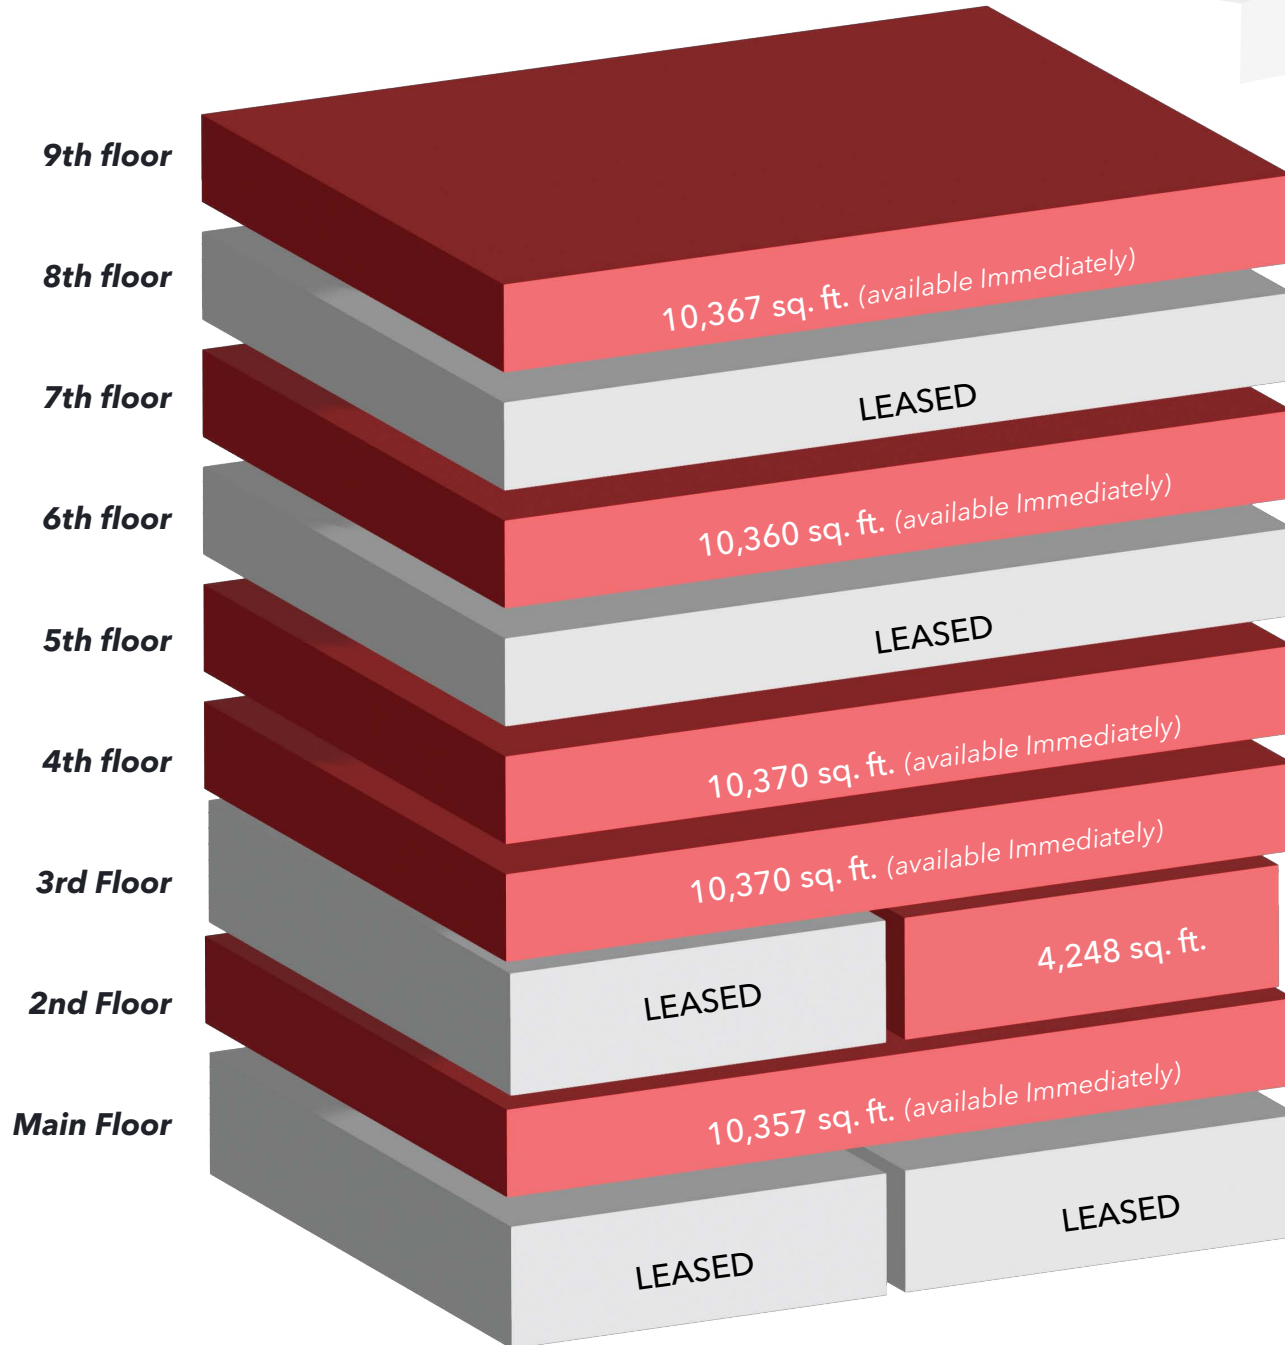 9th floor
10,367 sq. ft. (available Immediately)
8th floor
LEASED
7th floor
10,360 sq. ft. (available Immediately)
6th floor
LEASED
5th floor
10,370 sq. ft. (available Immediately)
4th floor
10,370 sq. ft. (available Immediately)
3rd Floor
LEASED
4,248 sq. ft.
2nd Floor
10,357 sq. ft. (available Immediately)
Main Floor
LEASED
LEASED